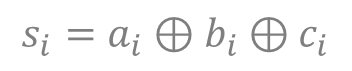 sᵢ = aᵢ ⊕ bᵢ ⊕ cᵢ